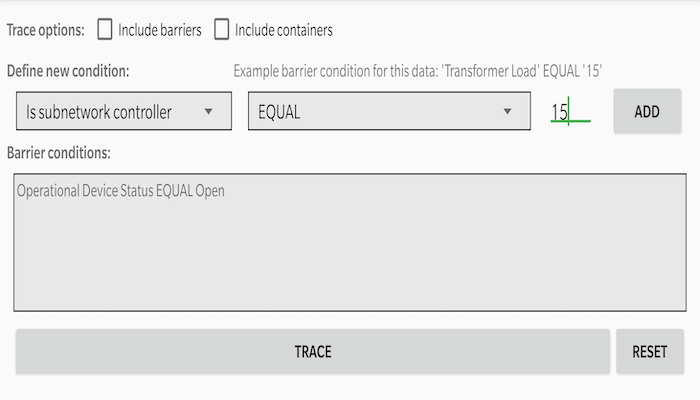 Trace options: Include barriers Include containers
Define new condition: Example barrier condition for this data: 'Transformer Load' EQUAL '15'
Is subnetwork controller EQUAL 15 ADD
Barrier conditions:
Operational Device Status EQUAL Open
TRACE RESET